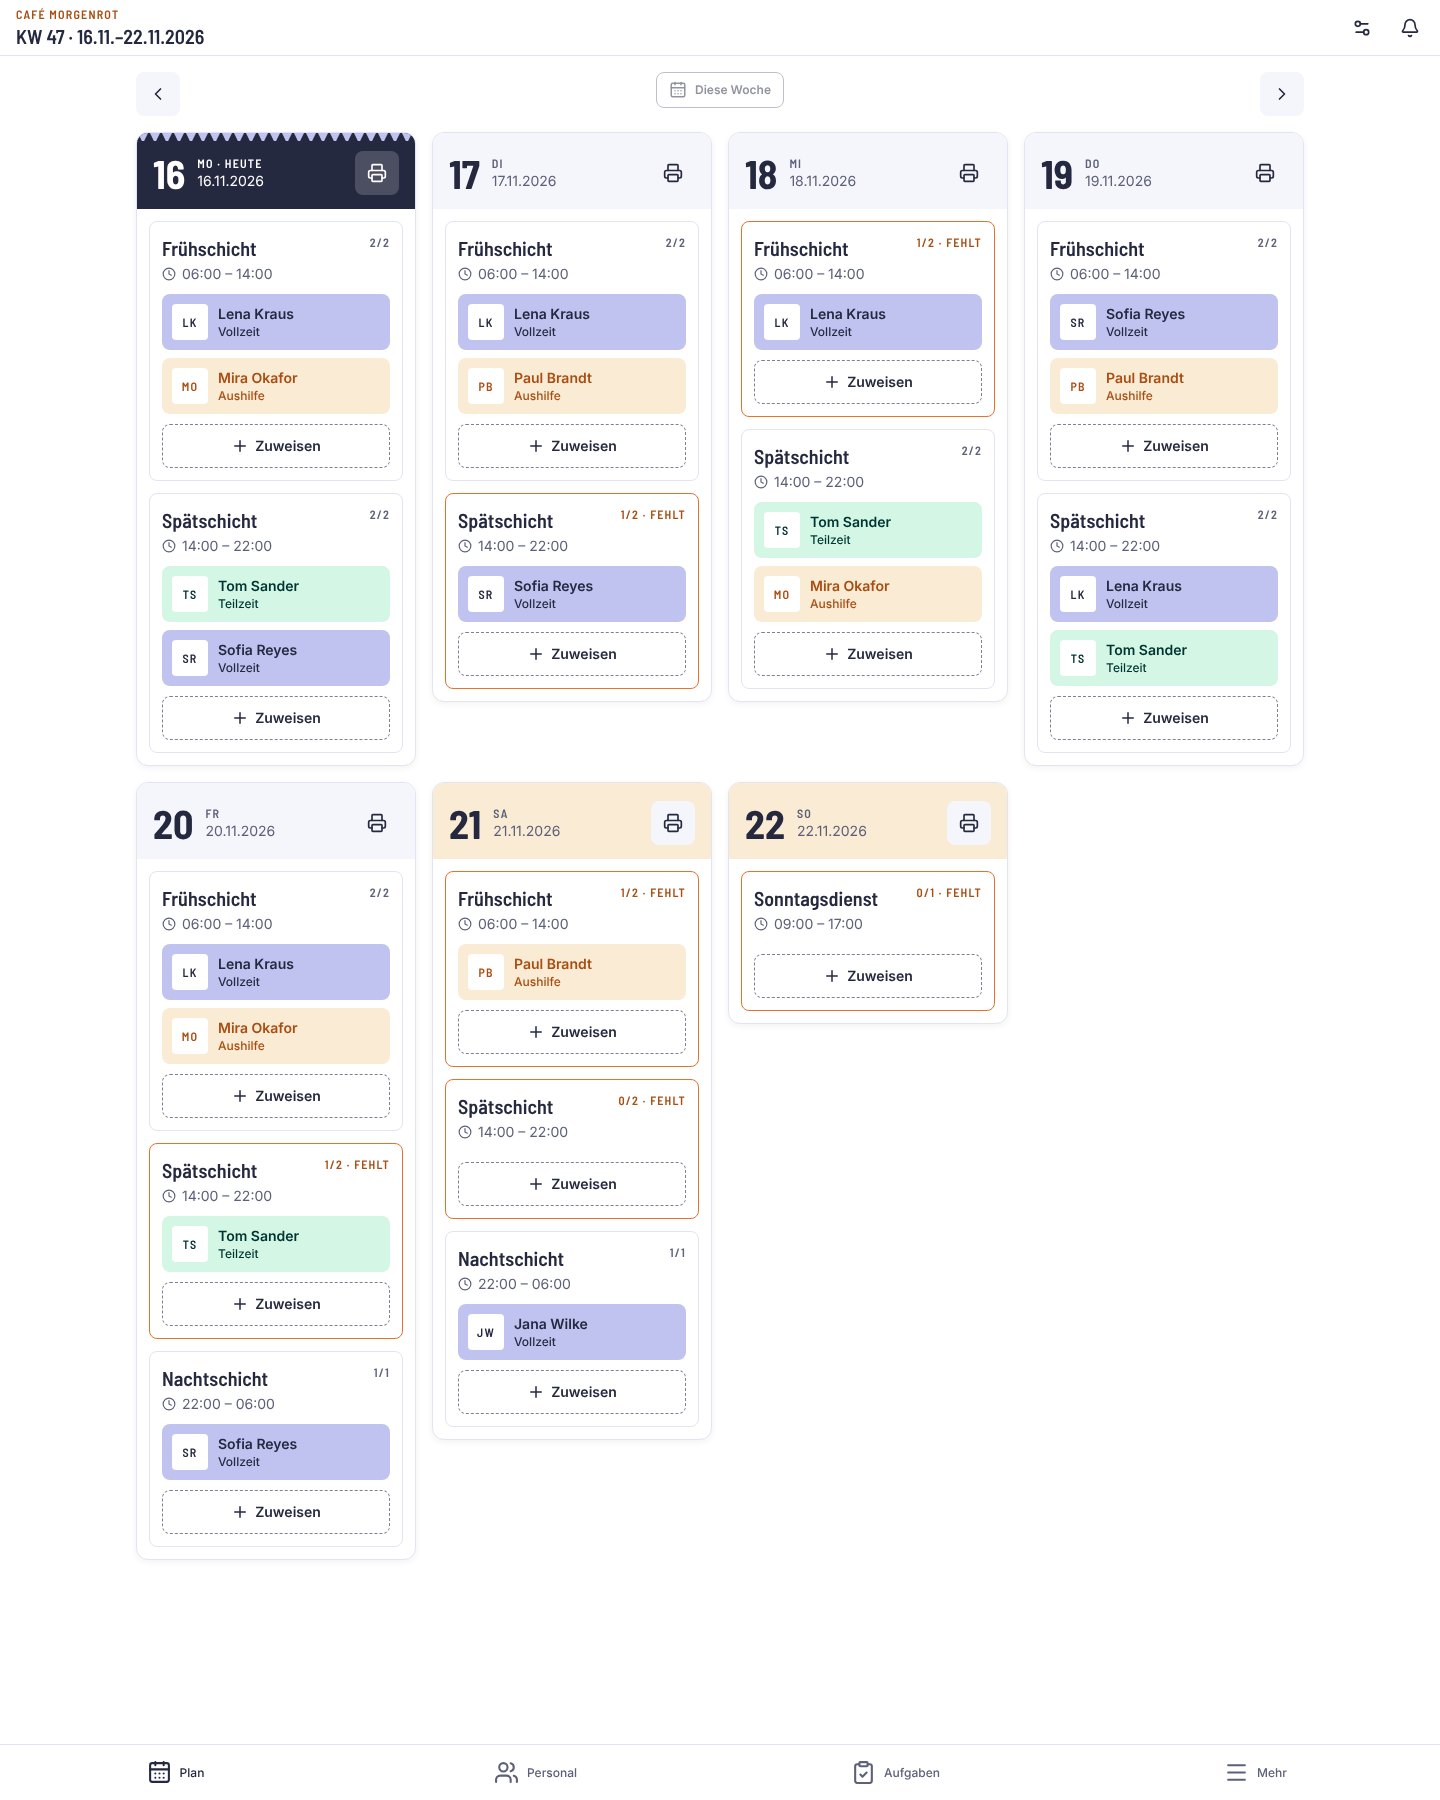 CAFÉ MORGENROT
KW 47 · 16.11.–22.11.2026
Diese Woche
16
MO · HEUTE
16.11.2026
Frühschicht
2/2
06:00 – 14:00
LK
Lena Kraus
Vollzeit
MO
Mira Okafor
Aushilfe
Zuweisen
Spätschicht
2/2
14:00 – 22:00
TS
Tom Sander
Teilzeit
SR
Sofia Reyes
Vollzeit
Zuweisen
17
DI
17.11.2026
Frühschicht
2/2
06:00 – 14:00
LK
Lena Kraus
Vollzeit
PB
Paul Brandt
Aushilfe
Zuweisen
Spätschicht
1/2 · FEHLT
14:00 – 22:00
SR
Sofia Reyes
Vollzeit
Zuweisen
18
MI
18.11.2026
Frühschicht
1/2 · FEHLT
06:00 – 14:00
LK
Lena Kraus
Vollzeit
Zuweisen
Spätschicht
2/2
14:00 – 22:00
TS
Tom Sander
Teilzeit
MO
Mira Okafor
Aushilfe
Zuweisen
19
DO
19.11.2026
Frühschicht
2/2
06:00 – 14:00
SR
Sofia Reyes
Vollzeit
PB
Paul Brandt
Aushilfe
Zuweisen
Spätschicht
2/2
14:00 – 22:00
LK
Lena Kraus
Vollzeit
TS
Tom Sander
Teilzeit
Zuweisen
20
FR
20.11.2026
Frühschicht
2/2
06:00 – 14:00
LK
Lena Kraus
Vollzeit
MO
Mira Okafor
Aushilfe
Zuweisen
Spätschicht
1/2 · FEHLT
14:00 – 22:00
TS
Tom Sander
Teilzeit
Zuweisen
Nachtschicht
1/1
22:00 – 06:00
SR
Sofia Reyes
Vollzeit
Zuweisen
21
SA
21.11.2026
Frühschicht
1/2 · FEHLT
06:00 – 14:00
PB
Paul Brandt
Aushilfe
Zuweisen
Spätschicht
0/2 · FEHLT
14:00 – 22:00
Zuweisen
Nachtschicht
1/1
22:00 – 06:00
JW
Jana Wilke
Vollzeit
Zuweisen
22
SO
22.11.2026
Sonntagsdienst
0/1 · FEHLT
09:00 – 17:00
Zuweisen
Plan
Personal
Aufgaben
Mehr